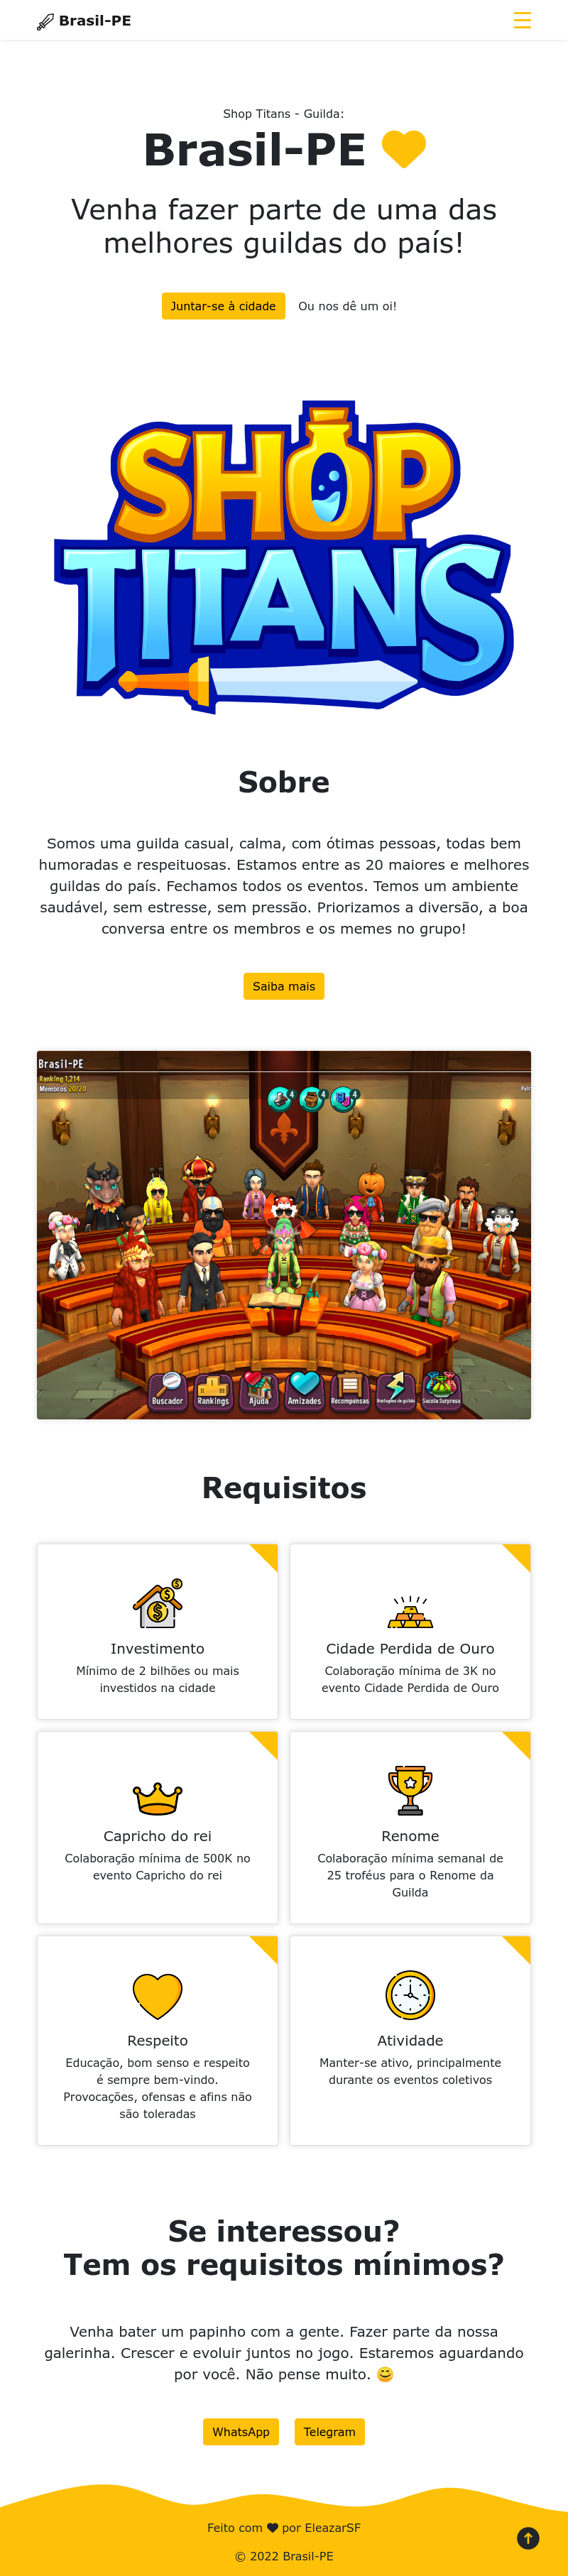 Brasil-PE
Shop Titans - Guilda:
Brasil-PE
Venha fazer parte de uma das
melhores guildas do país!
Juntar-se à cidade
Ou nos dê um oi!
SHOP
TITANS
Sobre
Somos uma guilda casual, calma, com ótimas pessoas, todas bem
humoradas e respeituosas. Estamos entre as 20 maiores e melhores
guildas do país. Fechamos todos os eventos. Temos um ambiente
saudável, sem estresse, sem pressão. Priorizamos a diversão, a boa
conversa entre os membros e os memes no grupo!
Saiba mais
Brasil-PE
Ranking 1,214
Membros 20/20
4 4 4
Buscador Rankings Ajuda Amizades Recompensas Vantagens de guilda Sacola Surpresa
Requisitos
Investimento
Mínimo de 2 bilhões ou mais
investidos na cidade
Cidade Perdida de Ouro
Colaboração mínima de 3K no
evento Cidade Perdida de Ouro
Capricho do rei
Colaboração mínima de 500K no
evento Capricho do rei
Renome
Colaboração mínima semanal de
25 troféus para o Renome da
Guilda
Respeito
Educação, bom senso e respeito
é sempre bem-vindo.
Provocações, ofensas e afins não
são toleradas
Atividade
Manter-se ativo, principalmente
durante os eventos coletivos
Se interessou?
Tem os requisitos mínimos?
Venha bater um papinho com a gente. Fazer parte da nossa
galerinha. Crescer e evoluir juntos no jogo. Estaremos aguardando
por você. Não pense muito. 😄
WhatsApp
Telegram
Feito com ♥ por EleazarSF
© 2022 Brasil-PE